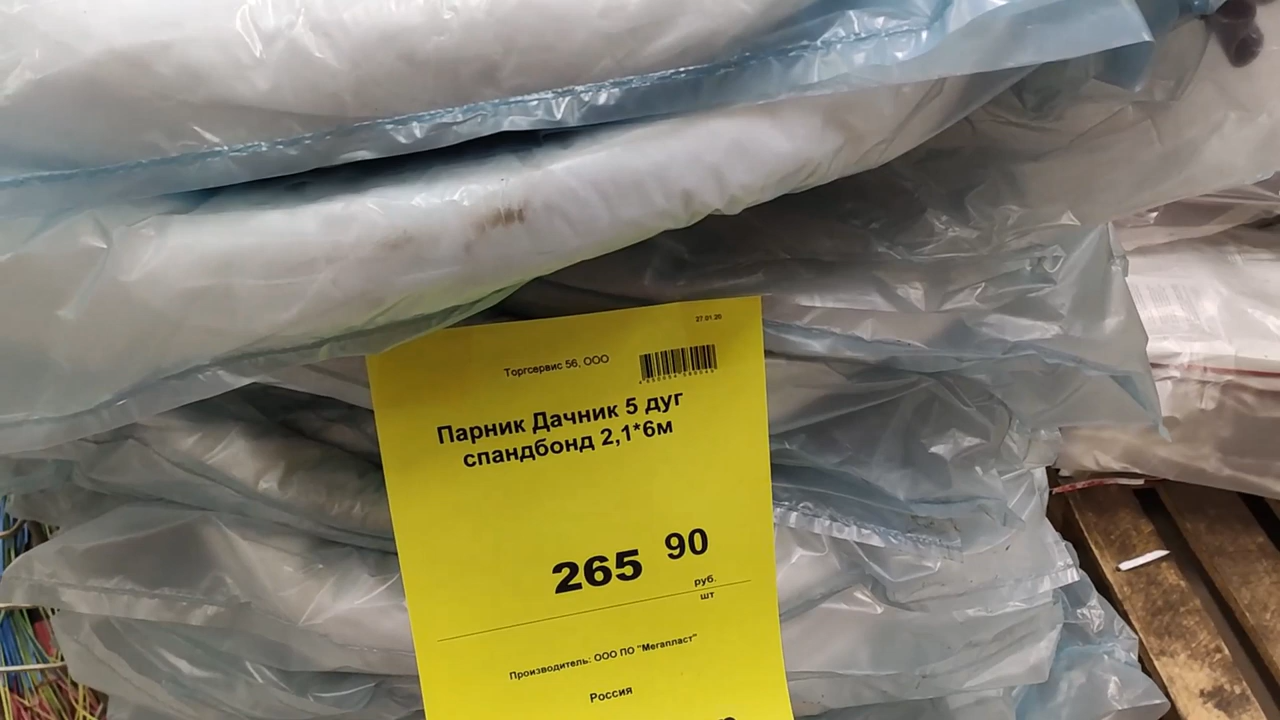 27.01.20
Торгсервис 56, ООО
Парник Дачник 5 дуг
спандбонд 2,1*6м
265 90
руб.
шт
Производитель: ООО ПО "Мегапласт"
Россия